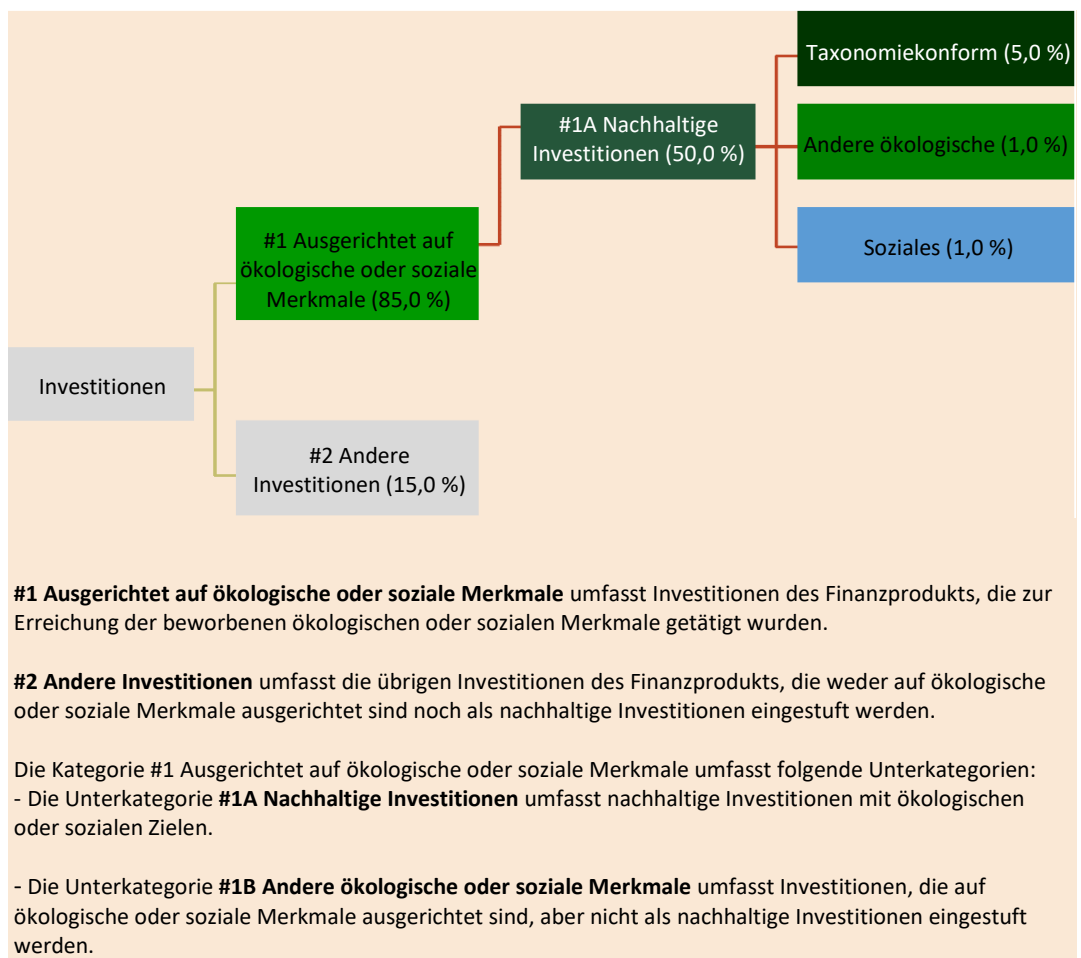 Taxonomiekonform (5,0 %)
#1A Nachhaltige
Investitionen (50,0 %)
Andere ökologische (1,0 %)
#1 Ausgerichtet auf
ökologische oder soziale
Merkmale (85,0 %)
Soziales (1,0 %)
Investitionen
#2 Andere
Investitionen (15,0 %)
#1 Ausgerichtet auf ökologische oder soziale Merkmale umfasst Investitionen des Finanzprodukts, die zur
Erreichung der beworbenen ökologischen oder sozialen Merkmale getätigt wurden.
#2 Andere Investitionen umfasst die übrigen Investitionen des Finanzprodukts, die weder auf ökologische
oder soziale Merkmale ausgerichtet sind noch als nachhaltige Investitionen eingestuft werden.
Die Kategorie #1 Ausgerichtet auf ökologische oder soziale Merkmale umfasst folgende Unterkategorien:
- Die Unterkategorie #1A Nachhaltige Investitionen umfasst nachhaltige Investitionen mit ökologischen
oder sozialen Zielen.
- Die Unterkategorie #1B Andere ökologische oder soziale Merkmale umfasst Investitionen, die auf
ökologische oder soziale Merkmale ausgerichtet sind, aber nicht als nachhaltige Investitionen eingestuft
werden.